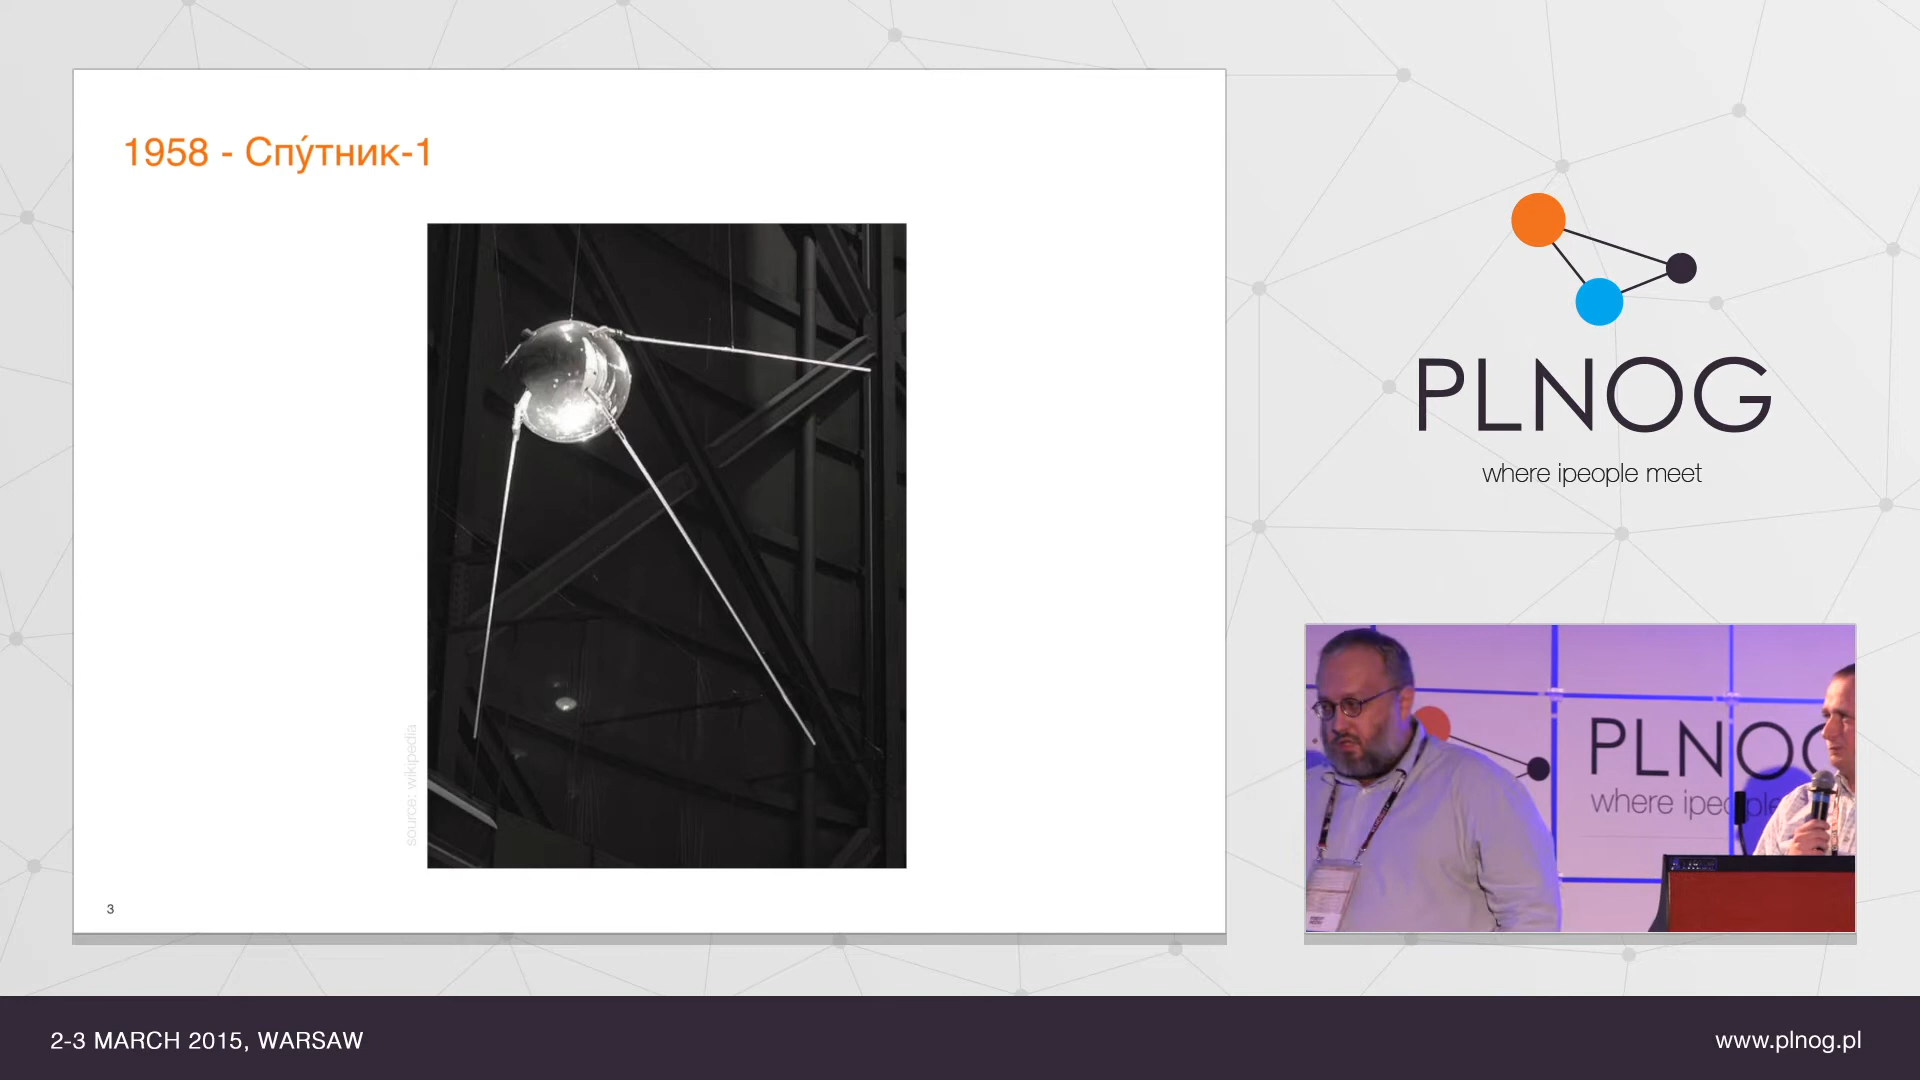 1958 - Спу́тник-1
source: wikipedia
3
PLNOG
where ipeople meet
PLNO
where ipeople
2-3 MARCH 2015, WARSAW
www.plnog.pl